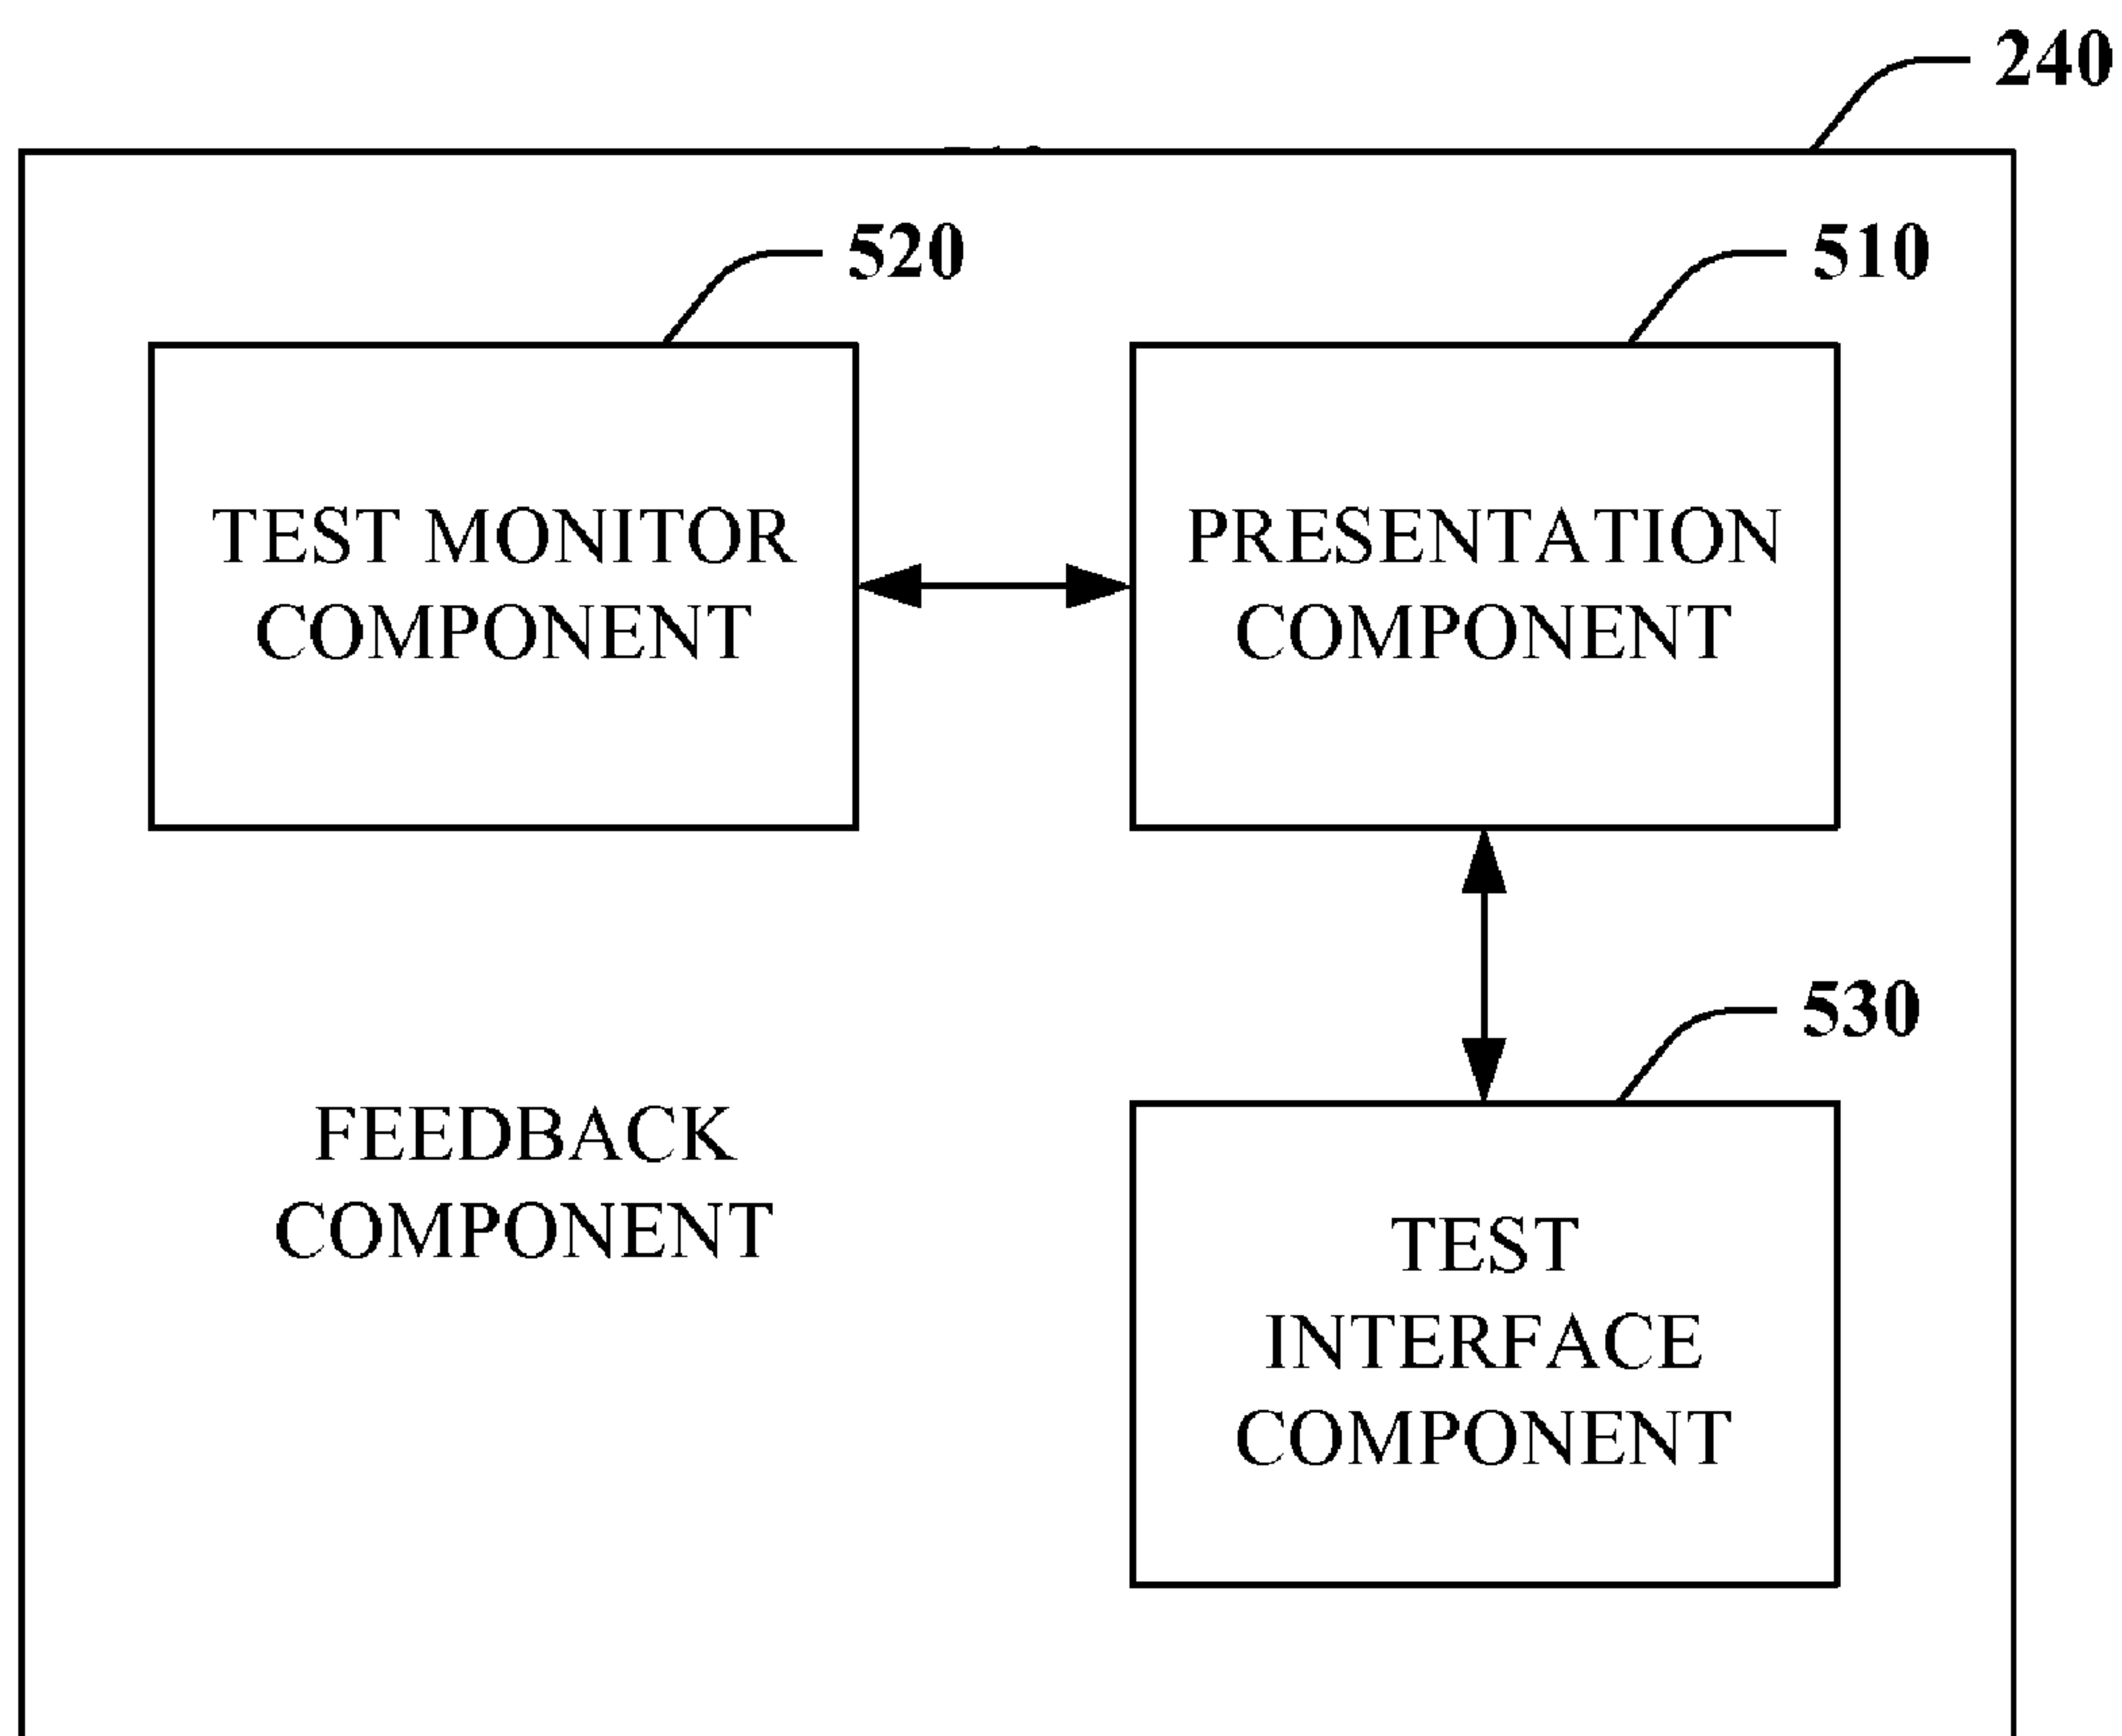 240
520
510
TEST MONITOR
COMPONENT
PRESENTATION
COMPONENT
530
FEEDBACK
COMPONENT
TEST
INTERFACE
COMPONENT